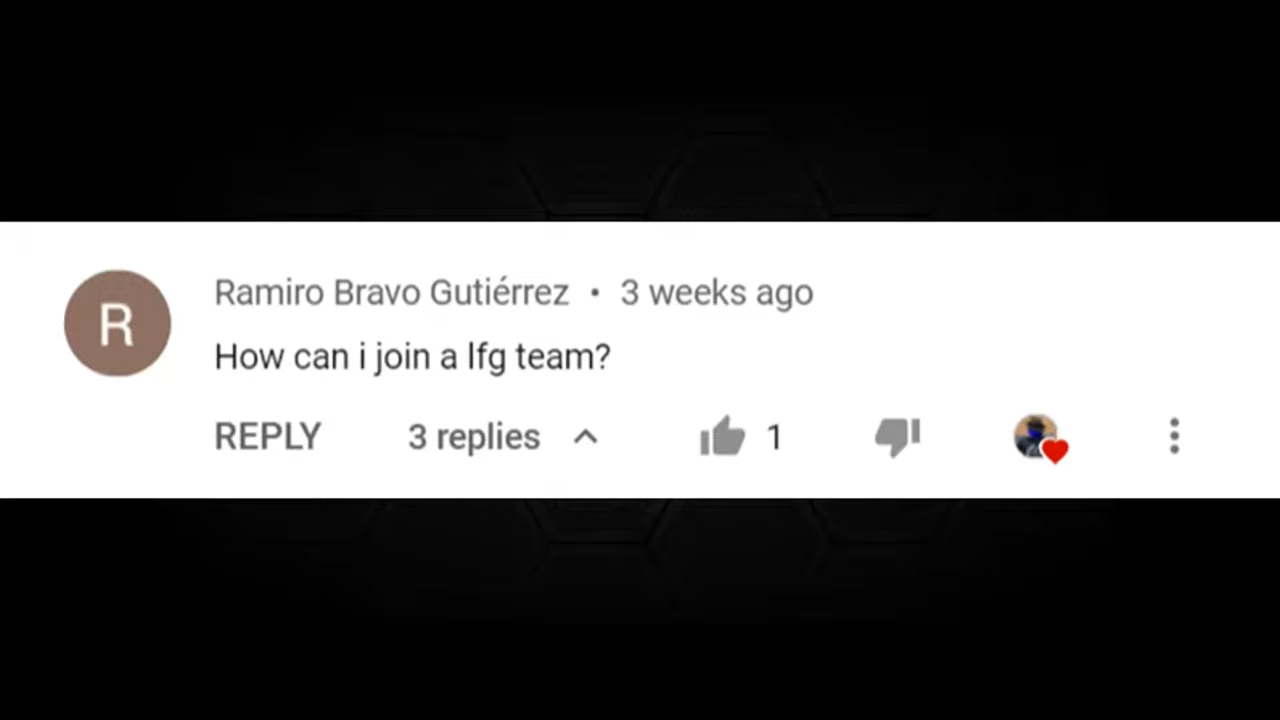 R
Ramiro Bravo Gutiérrez • 3 weeks ago
How can i join a lfg team?
REPLY 3 replies 1